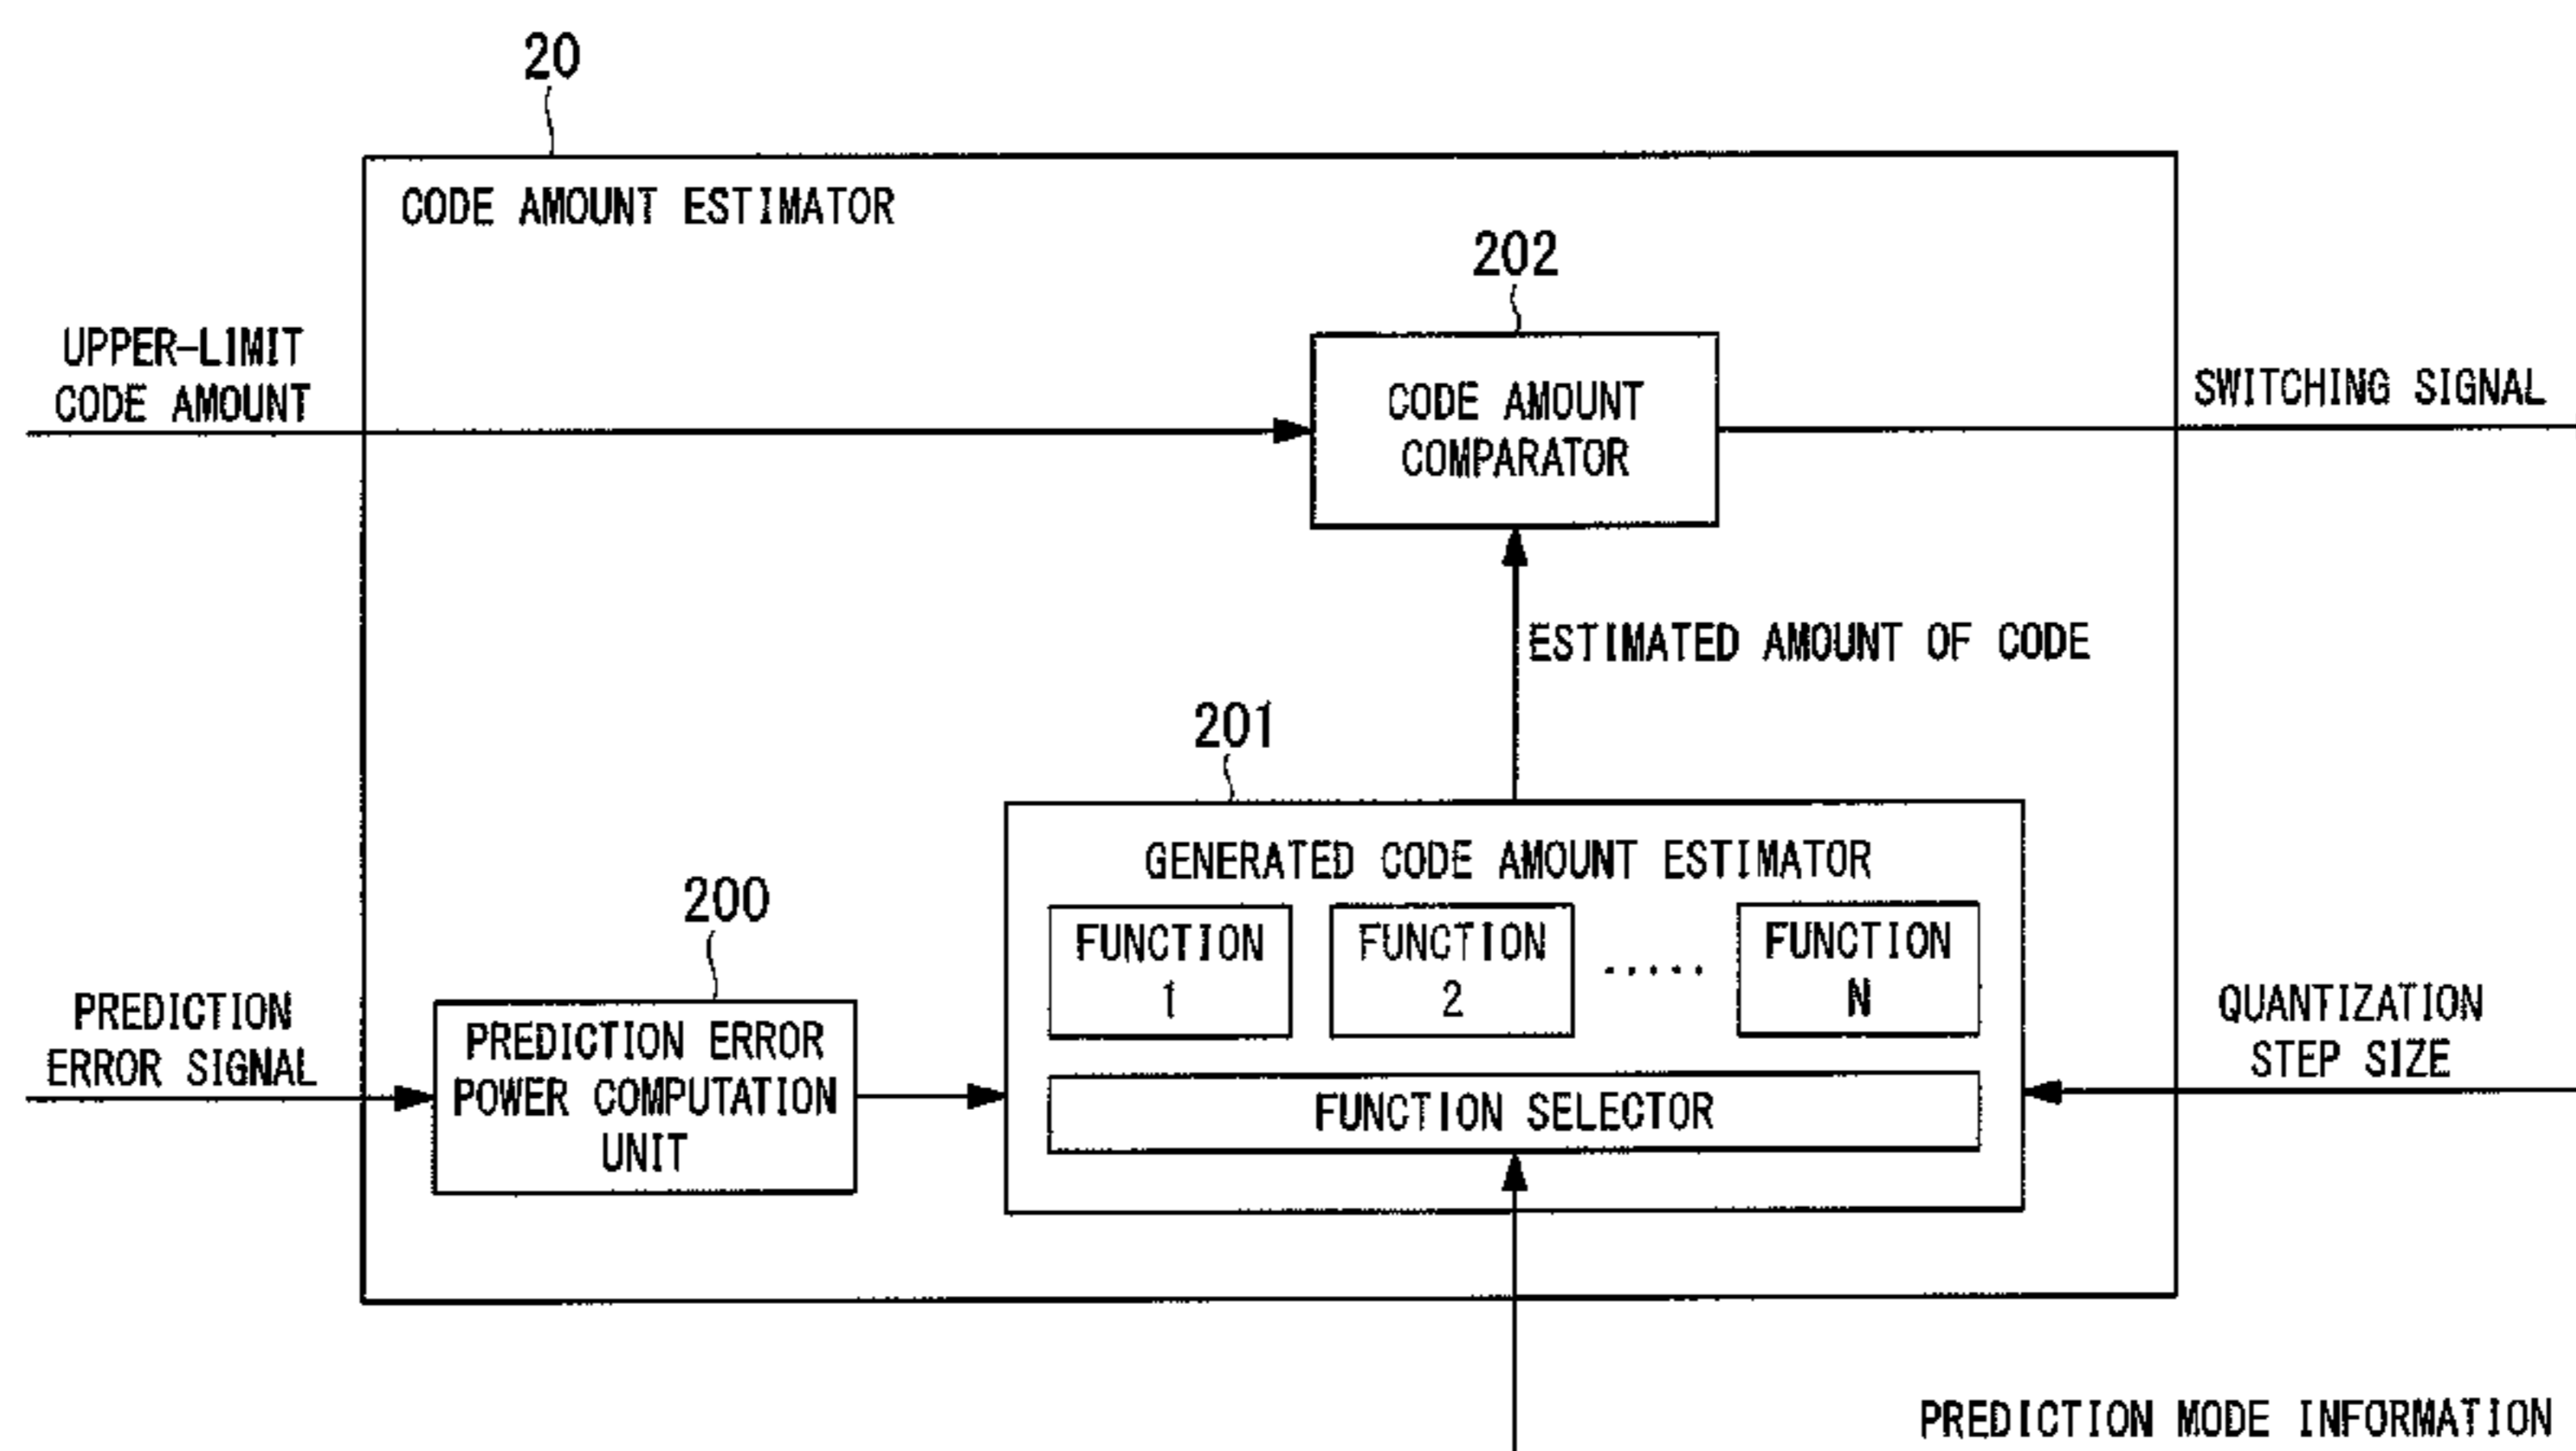 20
CODE AMOUNT ESTIMATOR
202
UPPER-LIMIT
CODE AMOUNT
CODE AMOUNT
COMPARATOR
SWITCHING SIGNAL
ESTIMATED AMOUNT OF CODE
201
GENERATED CODE AMOUNT ESTIMATOR
200
FUNCTION
1
FUNCTION
2
.....
FUNCTION
N
PREDICTION
ERROR SIGNAL
PREDICTION ERROR
POWER COMPUTATION
UNIT
FUNCTION SELECTOR
QUANTIZATION
STEP SIZE
PREDICTION MODE INFORMATION